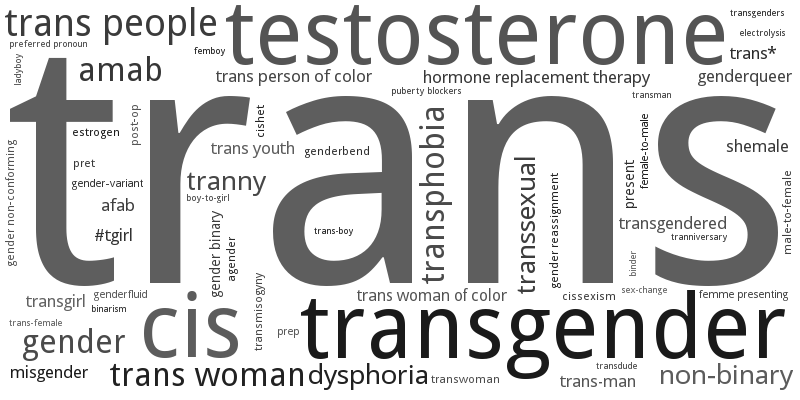 trans people
testosterone
transgenders
preferred pronoun
femboy
electrolysis
trans*
ladyboy
amab
trans person of color
hormone replacement therapy
genderqueer
puberty blockers
transman
trans
post-op
cishet
transphobia
female-to-male
estrogen
gender non-conforming
trans youth
genderbend
shemale
pret
transsexual
present
gender-variant
tranny
gender reassignment
male-to-female
boy-to-girl
afab
gender binary
transgendered
#tgirl
agender
trans-boy
tranniversary
binder
transmisogyny
sex-change
transgirl
genderfluid
trans woman of color
cissexism
femme presenting
binarism
cis
transgender
trans-female
prep
gender
misgender
trans woman
dysphoria
transwoman
transdude
trans-man
non-binary